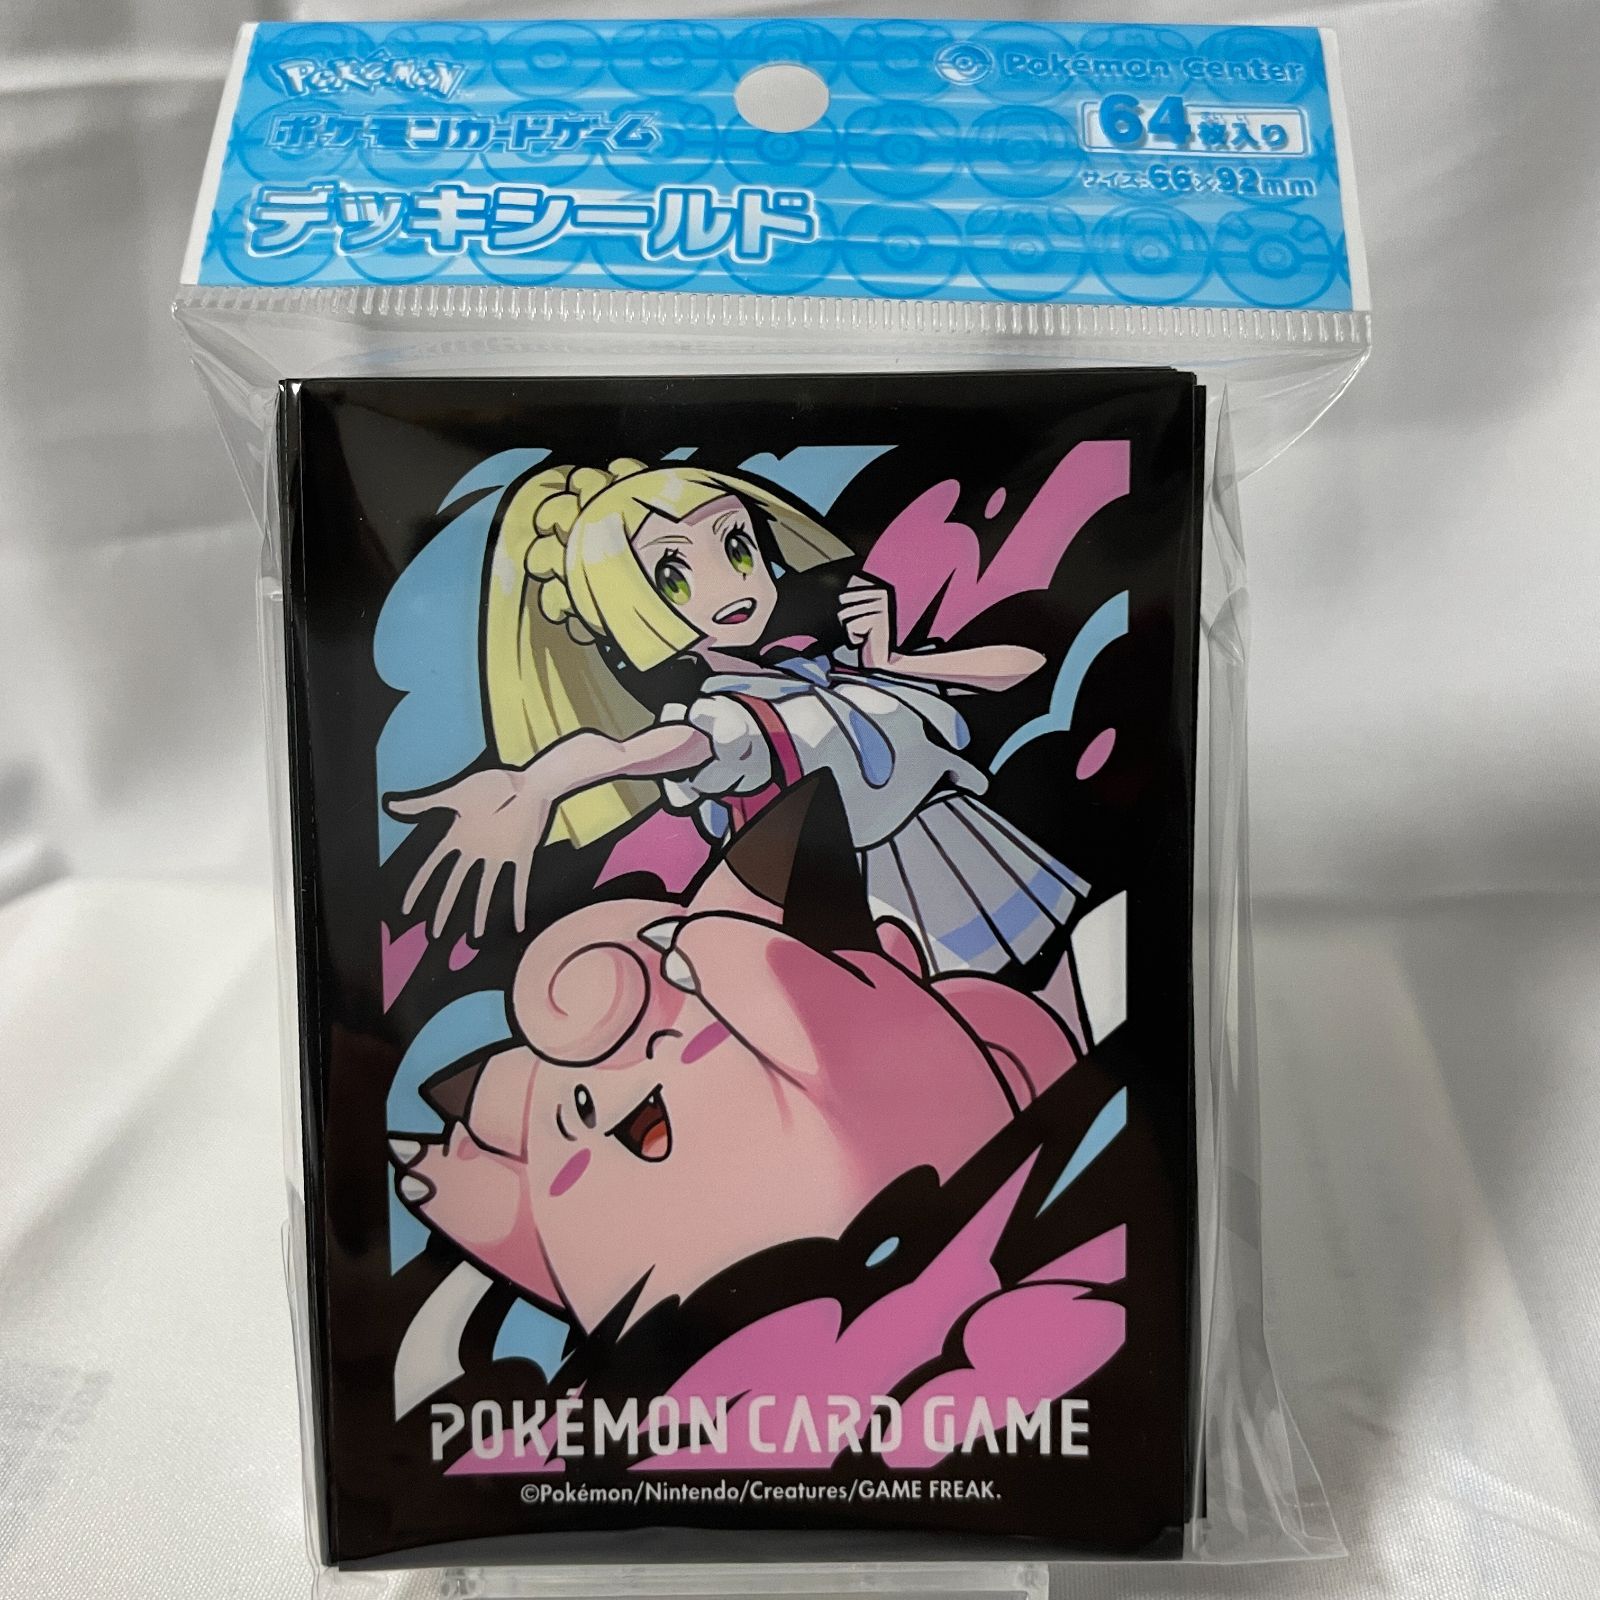 POKÉMON
ポケモンカードゲーム
デッキシールド
Pokémon Center
64枚入り
サイズ:66×92mm
POKÉMON CARD GAME
©Pokémon/Nintendo/Creatures/GAME FREAK.